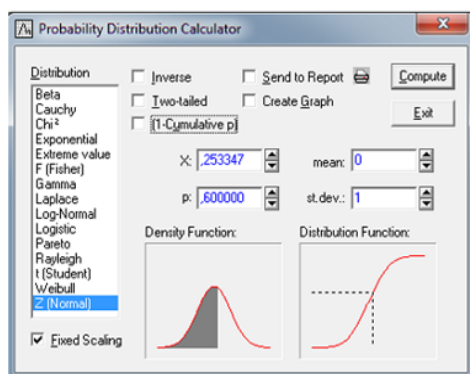 Probability Distribution Calculator
Distribution
Beta
Cauchy
Chi²
Exponential
Extreme value
F (Fisher)
Gamma
Laplace
Log-Normal
Logistic
Pareto
Rayleigh
t (Student)
Weibull
Z (Normal)
Fixed Scaling
Inverse
Two-tailed
(1-Cumulative p)
Send to Report
Create Graph
Compute
Exit
X: ,253347
mean: 0
p: ,600000
st.dev.: 1
Density Function:
Distribution Function: